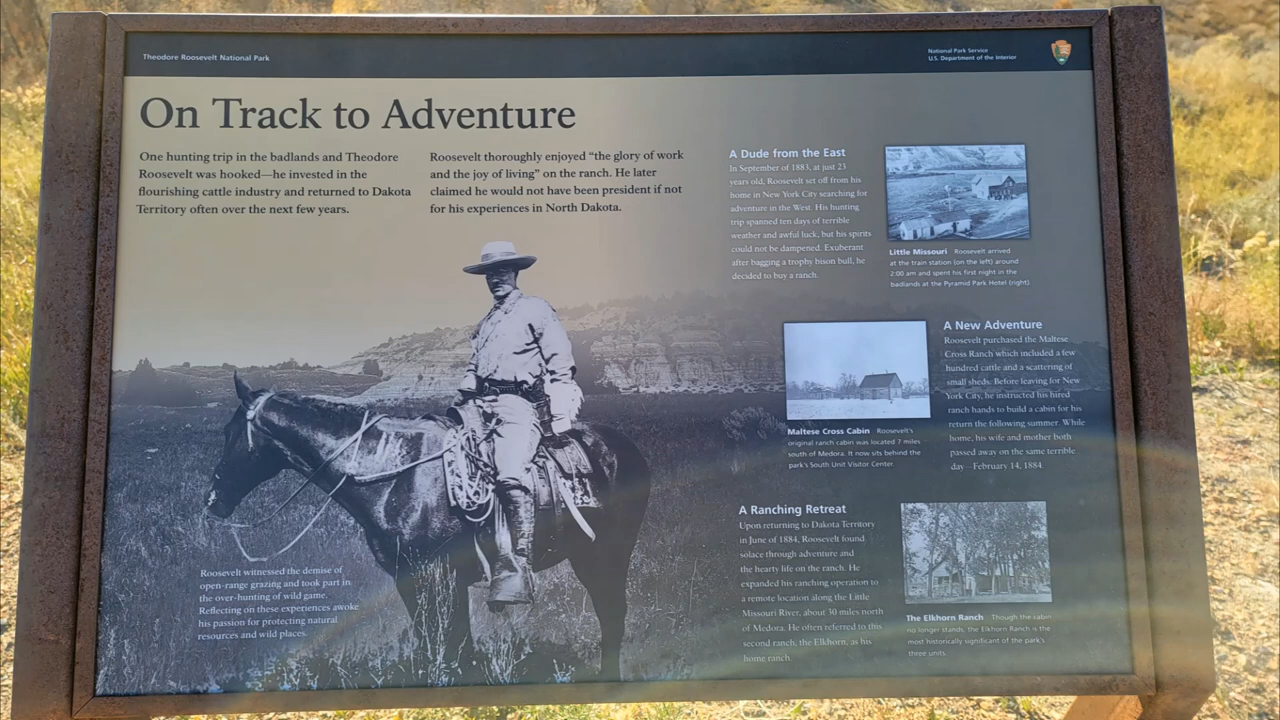 Theodore Roosevelt National Park
National Park Service
U.S. Department of the Interior
On Track to Adventure
One hunting trip in the badlands and Theodore
Roosevelt was hooked—he invested in the
flourishing cattle industry and returned to Dakota
Territory often over the next few years.
Roosevelt thoroughly enjoyed “the glory of work
and the joy of living” on the ranch. He later
claimed he would not have been president if not
for his experiences in North Dakota.
A Dude from the East
In September of 1883, at just 23
years old, Roosevelt set off from his
home in New York City searching for
adventure in the West. His hunting
trip spanned ten days of terrible
weather and awful luck, but his spirits
could not be dampened. Exuberant
after bagging a trophy bison bull, he
decided to buy a ranch.
Little Missouri Roosevelt arrived
at the train station (on the left) around
2:00 am and spent his first night in the
badlands at the Pyramid Park Hotel (right).
A New Adventure
Roosevelt purchased the Maltese
Cross Ranch which included a few
hundred cattle and a scattering of
small sheds. Before leaving for New
York City, he instructed his hired
ranch hands to build a cabin for his
return the following summer. While
home, his wife and mother both
passed away on the same terrible
day—February 14, 1884.
Maltese Cross Cabin Roosevelt's
original ranch cabin was located 7 miles
south of Medora. It now sits behind the
park's South Unit Visitor Center.
A Ranching Retreat
Upon returning to Dakota Territory
in June of 1884, Roosevelt found
solace through adventure and
the hearty life on the ranch. He
expanded his ranching operation to
a remote location along the Little
Missouri River, about 30 miles north
of Medora. He often referred to this
second ranch, the Elkhorn, as his
home ranch.
The Elkhorn Ranch Though the cabin
no longer stands, the Elkhorn Ranch is the
most historically significant of the park's
three units.
Roosevelt witnessed the demise of
open-range grazing and took part in
the over-hunting of wild game.
Reflecting on these experiences awoke
his passion for protecting natural
resources and wild places.